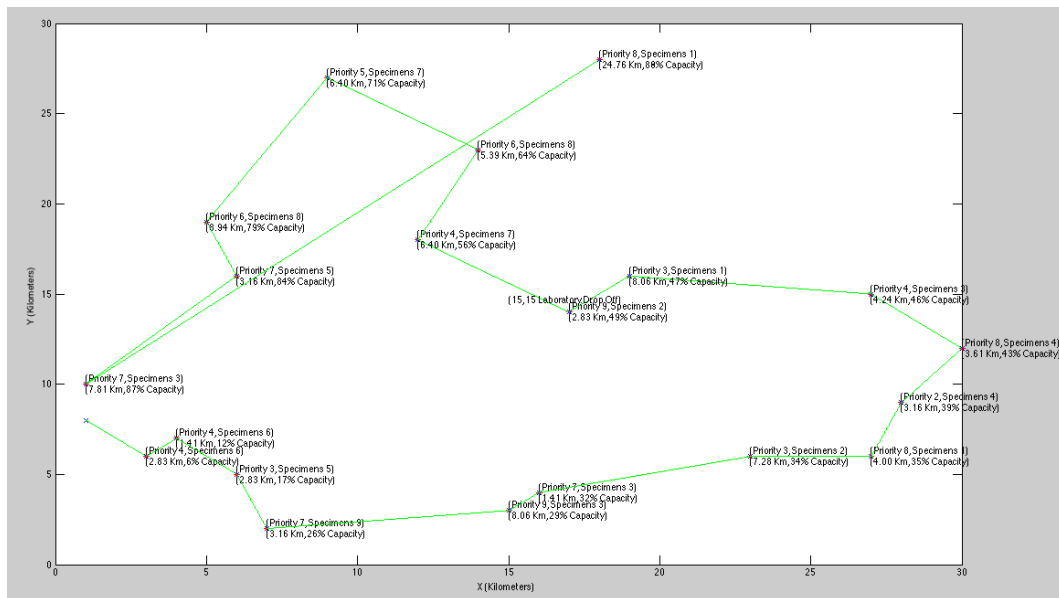 30
(Priority 8,Specimens 1)
(24.76 Km,88% Capacity)
(Priority 5,Specimens 7)
(6.40 Km,71% Capacity)
25
(Priority 6,Specimens 8)
(5.39 Km,64% Capacity)
20
(Priority 6,Specimens 8)
(8.94 Km,79% Capacity)
(Priority 4,Specimens 7)
(6.40 Km,56% Capacity)
(Priority 7,Specimens 5)
(3.16 Km,84% Capacity)
(Priority 3,Specimens 1)
(8.06 Km,47% Capacity)
15
(Priority 4,Specimens 3)
(4.24 Km,46% Capacity)
(15,15 Laboratory Drop Off)
(Priority 9,Specimens 2)
(2.83 Km,49% Capacity)
Y (Kilometers)
(Priority 8,Specimens 4)
(3.61 Km,43% Capacity)
10
(Priority 7,Specimens 3)
(7.81 Km,87% Capacity)
(Priority 2,Specimens 4)
(3.16 Km,39% Capacity)
(Priority 4,Specimens 6)
(1.41 Km,12% Capacity)
(Priority 4,Specimens 6)
(2.83 Km,6% Capacity)
(Priority 3,Specimens 2)
(7.28 Km,34% Capacity)
(Priority 8,Specimens 1)
(4.00 Km,35% Capacity)
5
(Priority 3,Specimens 5)
(2.83 Km,17% Capacity)
(Priority 7,Specimens 3)
(1.41 Km,32% Capacity)
(Priority 9,Specimens 3)
(8.06 Km,29% Capacity)
(Priority 7,Specimens 9)
(3.16 Km,26% Capacity)
0
0 5 10 15 20 25 30
X (Kilometers)